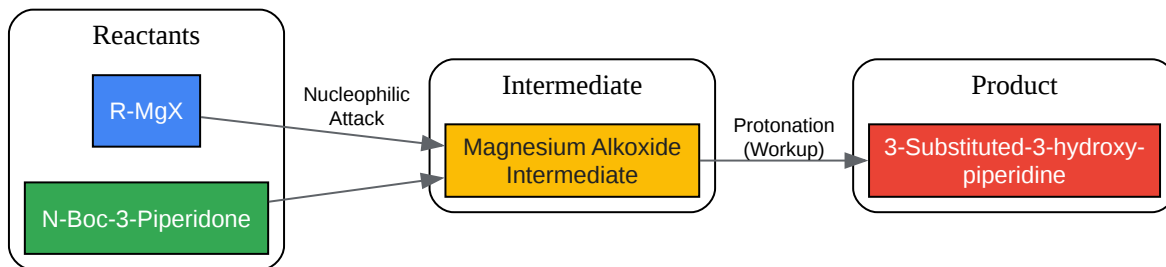 Reactants
R-MgX
N-Boc-3-Piperidone
Nucleophilic
Attack
Intermediate
Magnesium Alkoxide
Intermediate
Protonation
(Workup)
Product
3-Substituted-3-hydroxy-
piperidine